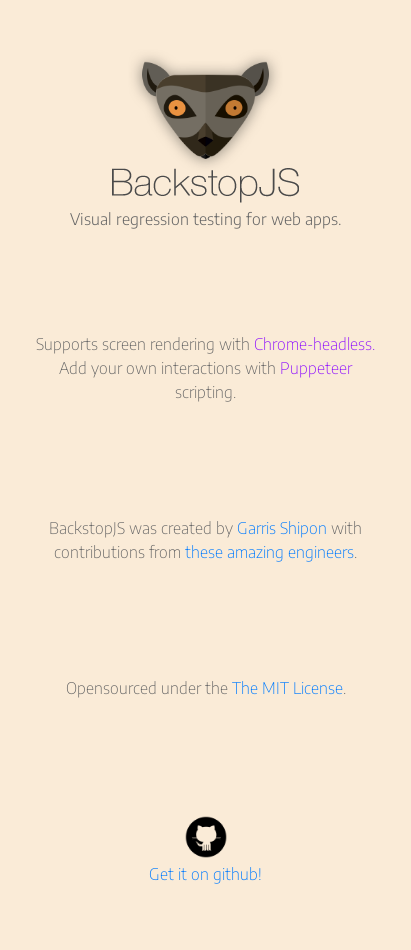 BackstopJS
Visual regression testing for web apps.
Supports screen rendering with Chrome-headless.
Add your own interactions with Puppeteer
scripting.
BackstopJS was created by Garris Shipon with
contributions from these amazing engineers.
Opensourced under the The MIT License.
Get it on github!